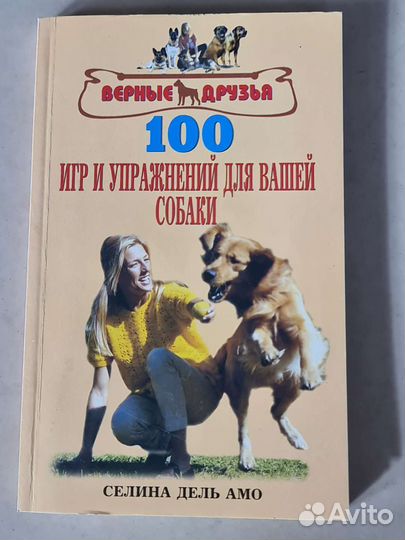 ВЕРНЫЕ ДРУЗЬЯ
100
ИГР И УПРАЖНЕНИЙ ДЛЯ ВАШЕЙ
СОБАКИ
СЕЛИНА ДЕЛЬ АМО
Avito